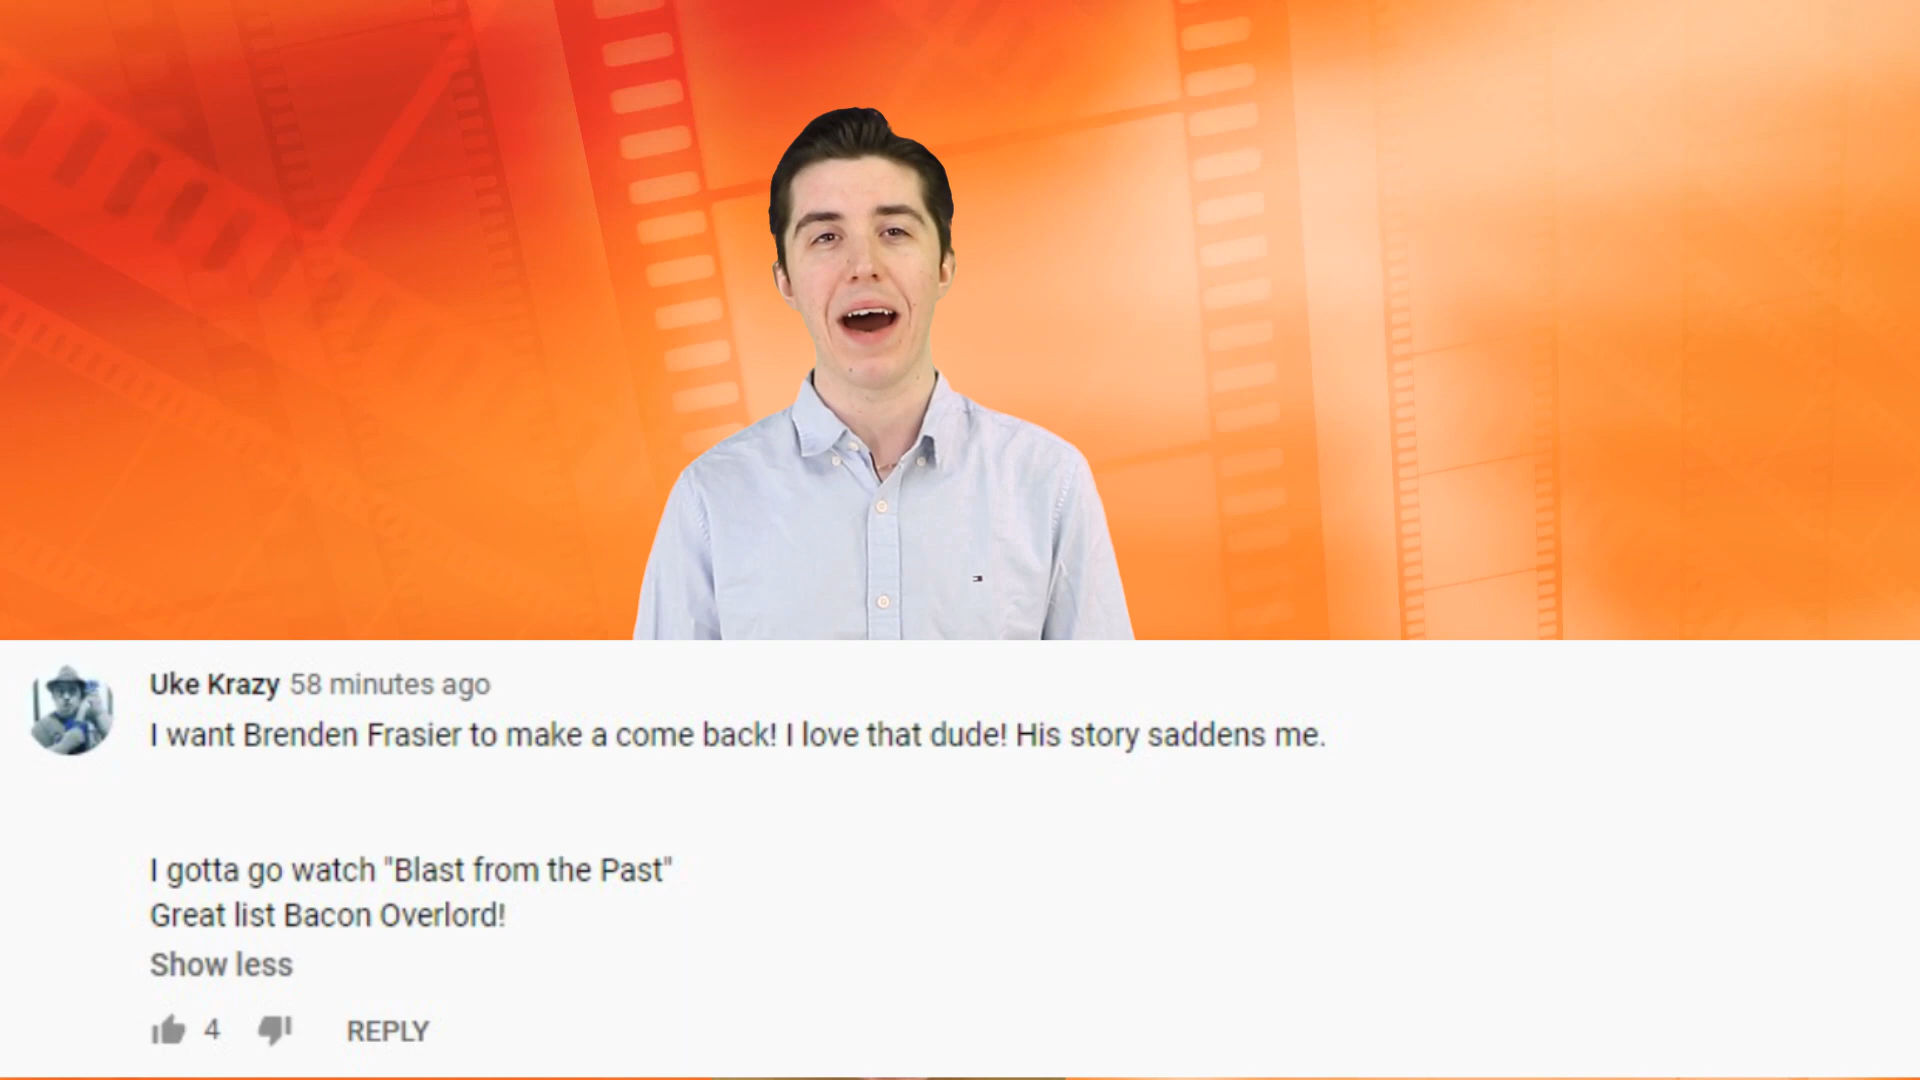 Uke Krazy 58 minutes ago
I want Brenden Frasier to make a come back! I love that dude! His story saddens me.
I gotta go watch "Blast from the Past"
Great list Bacon Overlord!
Show less
4 REPLY